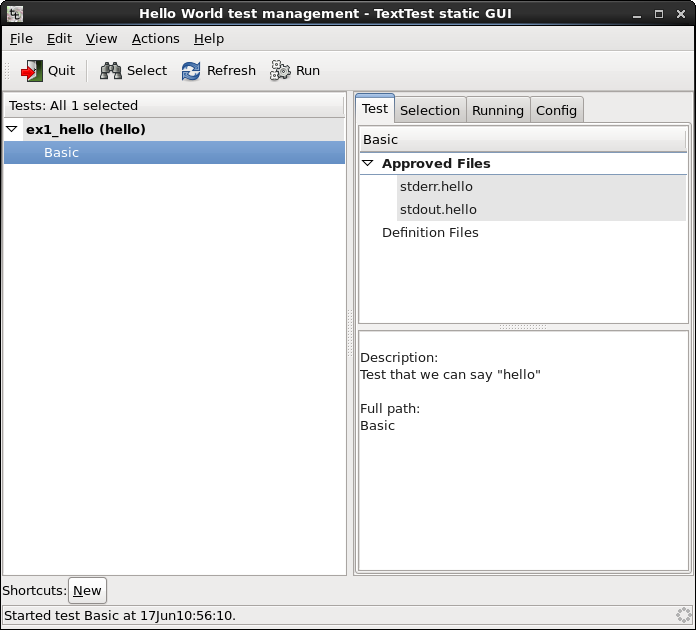 Hello World test management - TextTest static GUI
File Edit View Actions Help
Quit Select Refresh Run
Tests: All 1 selected
ex1_hello (hello)
Basic
Test Selection Running Config
Basic
Approved Files
stderr.hello
stdout.hello
Definition Files
Description:
Test that we can say "hello"
Full path:
Basic
Shortcuts: New
Started test Basic at 17Jun10:56:10.